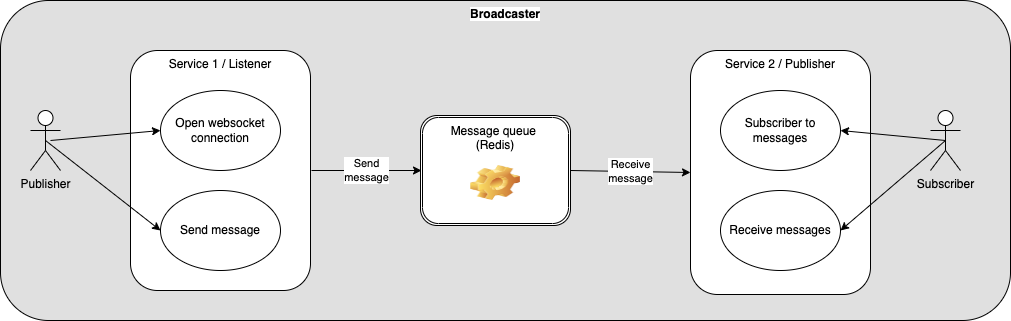 Broadcaster
Service 1 / Listener
Open websocket
connection
Send message
Publisher
Send
message
Message queue
(Redis)
Receive
message
Service 2 / Publisher
Subscriber to
messages
Receive messages
Subscriber